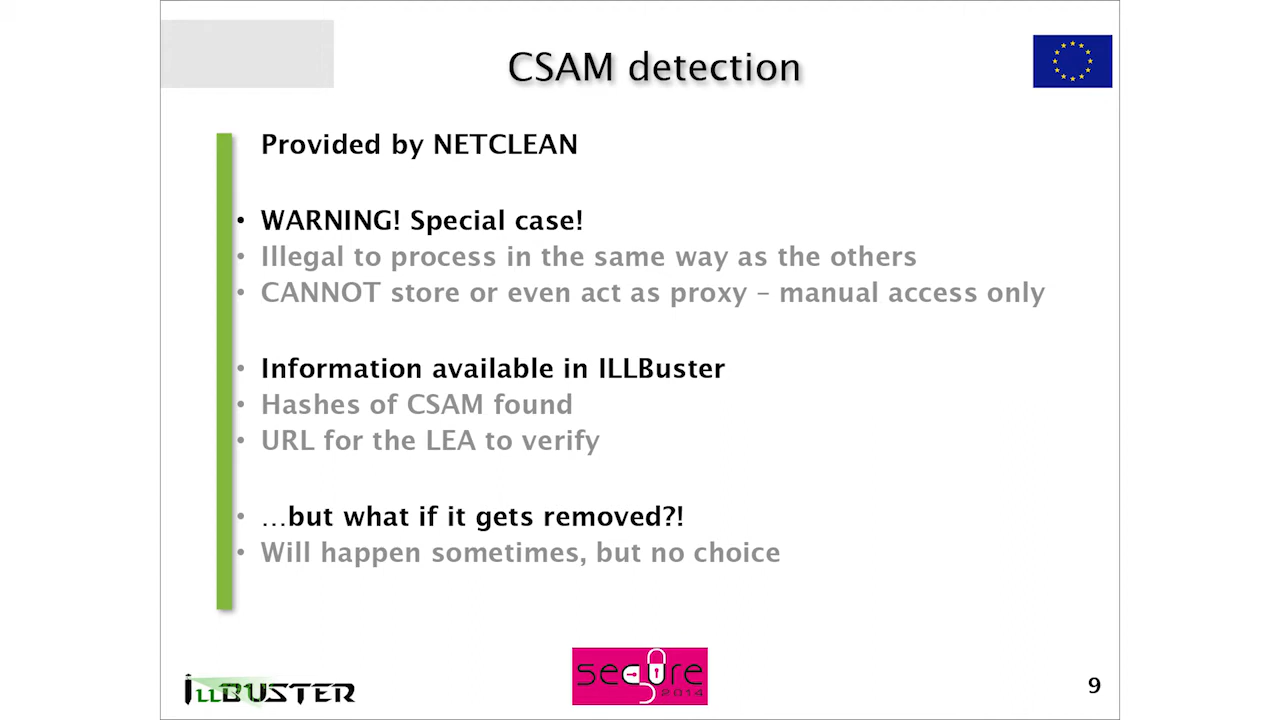 CSAM detection
Provided by NETCLEAN
• WARNING! Special case!
• Illegal to process in the same way as the others
• CANNOT store or even act as proxy – manual access only
• Information available in ILLBuster
• Hashes of CSAM found
• URL for the LEA to verify
• …but what if it gets removed?!
• Will happen sometimes, but no choice
ILLBUSTER
secure
2014
9